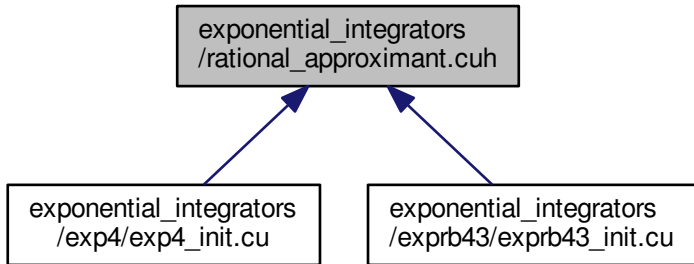 exponential_integrators
/rational_approximant.cuh
exponential_integrators
/exp4/exp4_init.cu
exponential_integrators
/exprb43/exprb43_init.cu